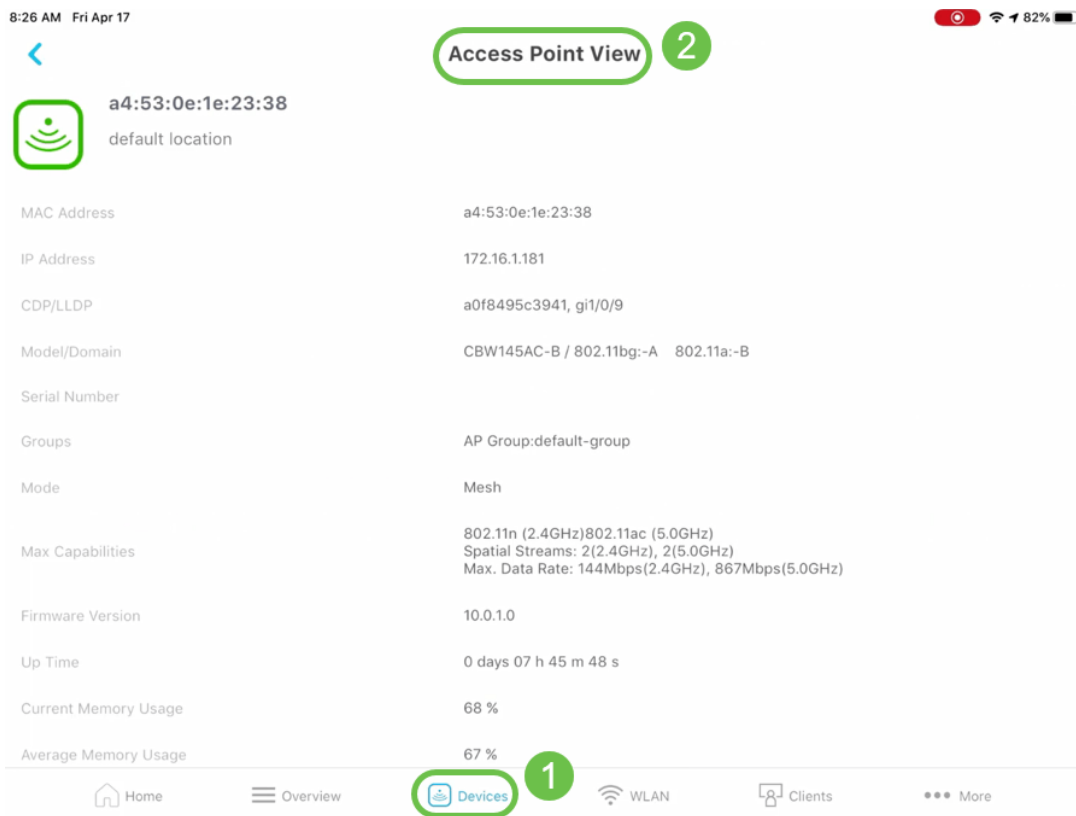 8:26 AM Fri Apr 17 82%
Access Point View 2
a4:53:0e:1e:23:38
default location
MAC Address a4:53:0e:1e:23:38
IP Address 172.16.1.181
CDP/LLDP a0f8495c3941, gi1/0/9
Model/Domain CBW145AC-B / 802.11bg:-A 802.11a:-B
Serial Number
Groups AP Group:default-group
Mode Mesh
Max Capabilities 802.11n (2.4GHz)802.11ac (5.0GHz)
Spatial Streams: 2(2.4GHz), 2(5.0GHz)
Max. Data Rate: 144Mbps(2.4GHz), 867Mbps(5.0GHz)
Firmware Version 10.0.1.0
Up Time 0 days 07 h 45 m 48 s
Current Memory Usage 68 %
Average Memory Usage 67 %
Home Overview Devices 1 WLAN Clients More